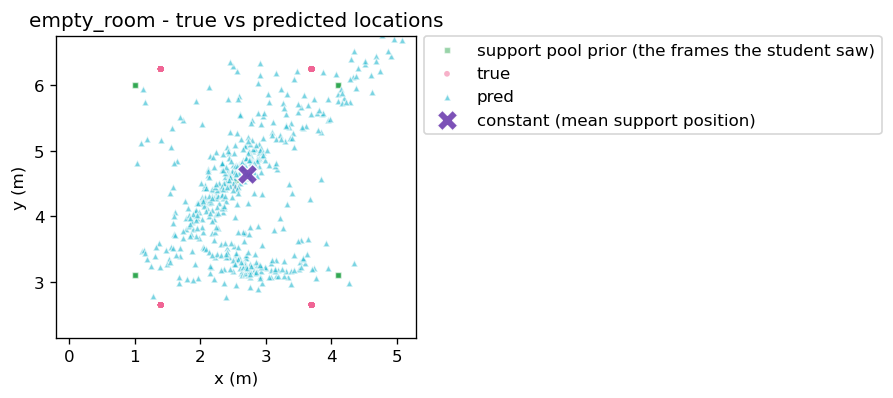 empty_room - true vs predicted locations
support pool prior (the frames the student saw)
true
pred
constant (mean support position)
y (m)
6
5
4
3
0 1 2 3 4 5
x (m)